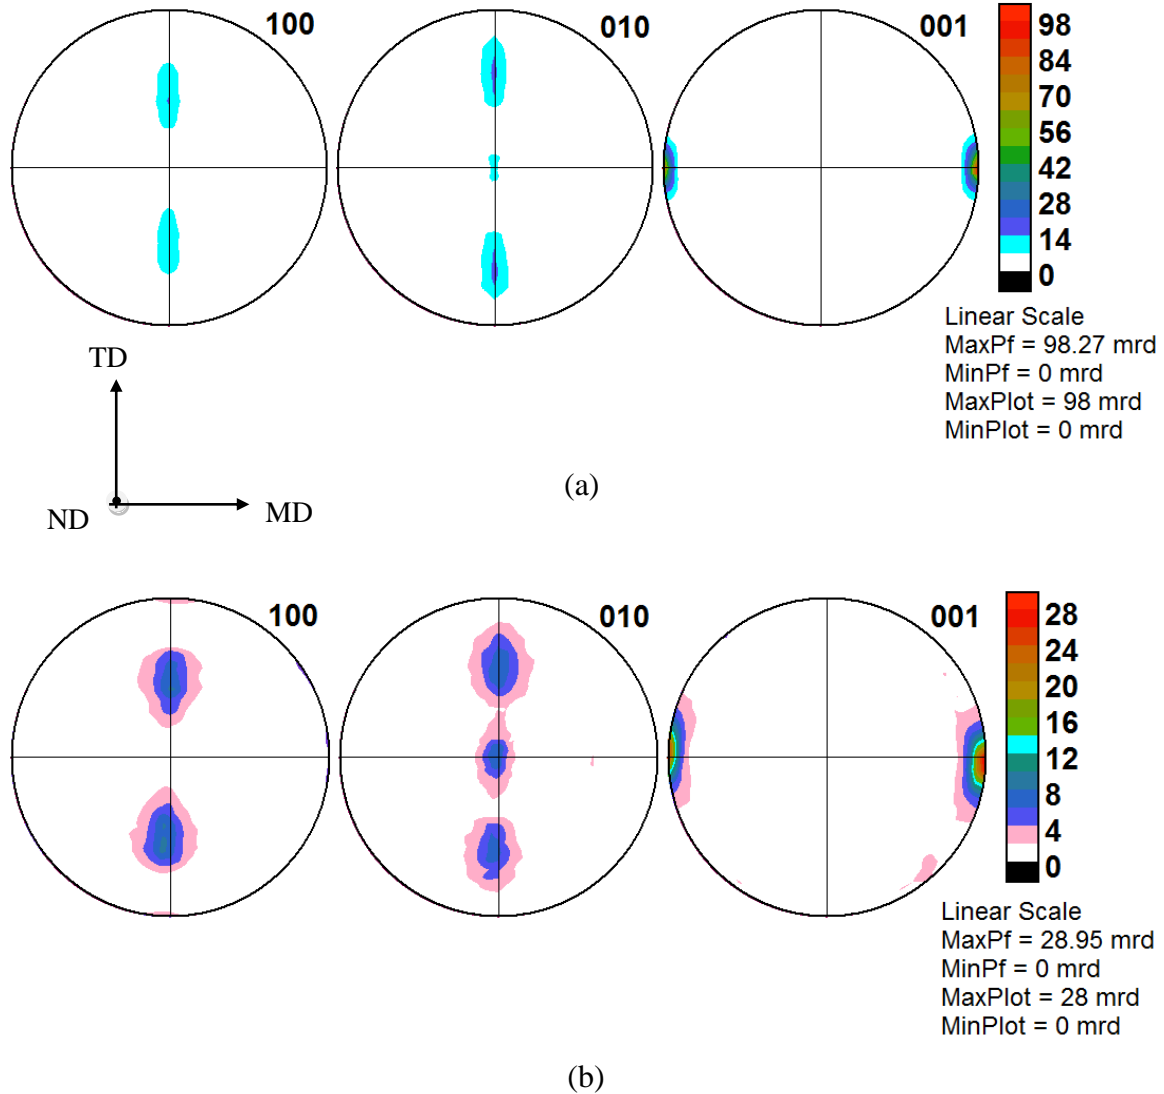 100
010
001
98
84
70
56
42
28
14
0
Linear Scale
MaxPf = 98.27 mrd
MinPf = 0 mrd
MaxPlot = 98 mrd
MinPlot = 0 mrd
TD
ND
MD
(a)
100
010
001
28
24
20
16
12
8
4
0
Linear Scale
MaxPf = 28.95 mrd
MinPf = 0 mrd
MaxPlot = 28 mrd
MinPlot = 0 mrd
(b)